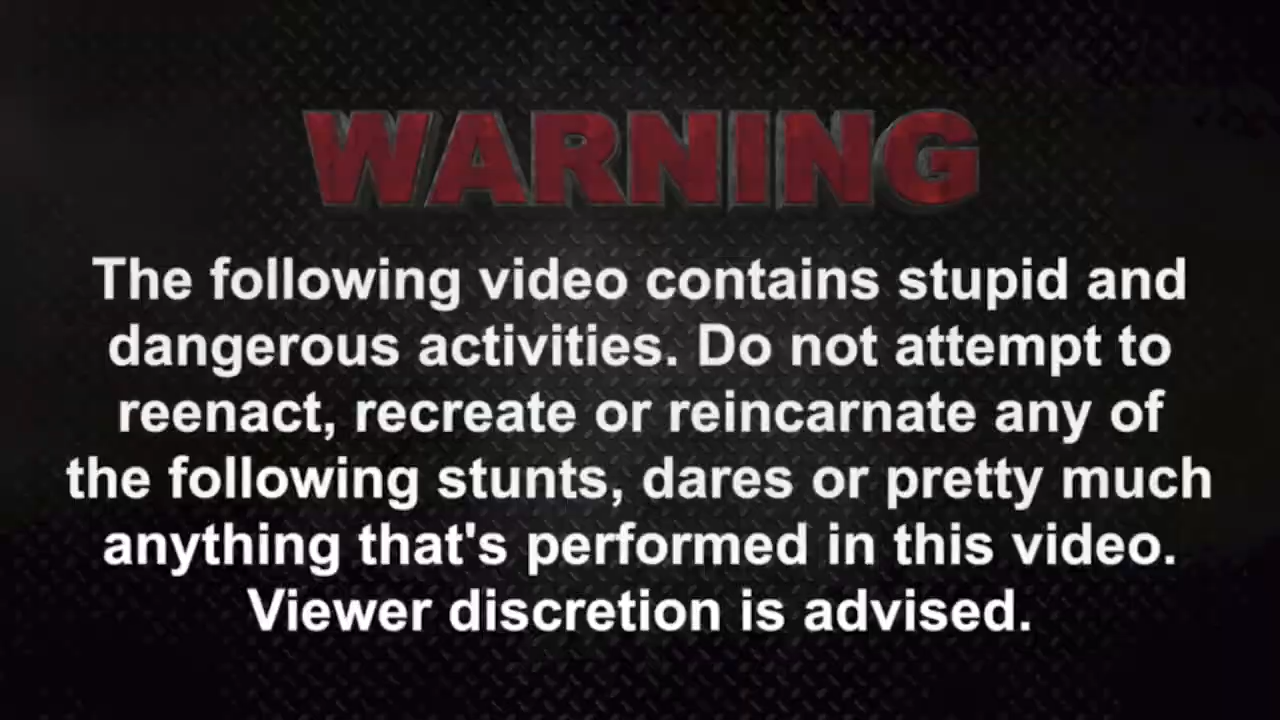 WARNING
The following video contains stupid and
dangerous activities. Do not attempt to
reenact, recreate or reincarnate any of
the following stunts, dares or pretty much
anything that's performed in this video.
Viewer discretion is advised.